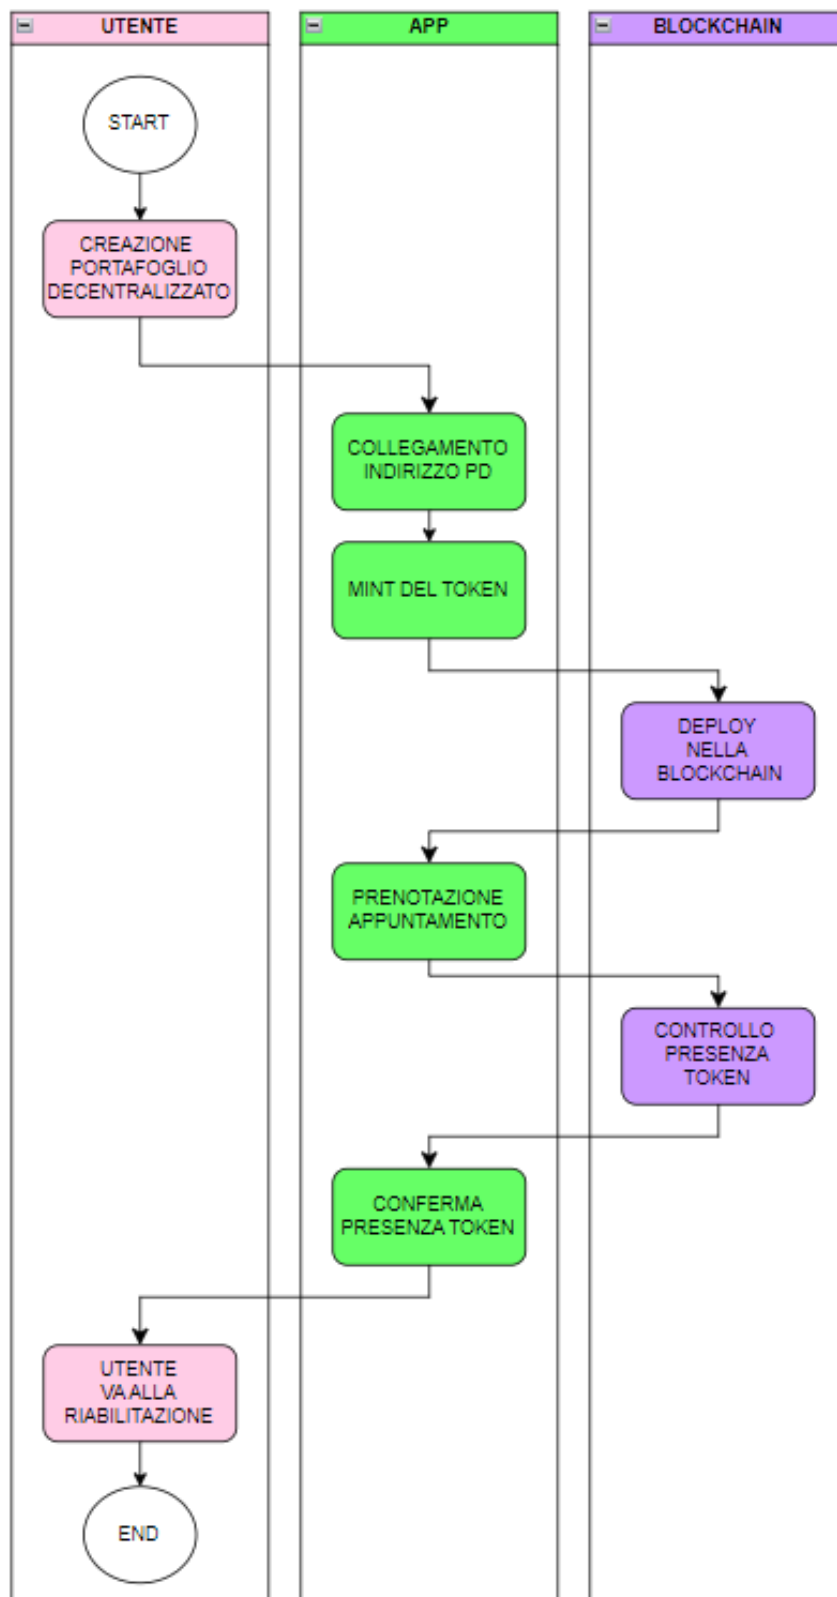 UTENTE
APP
BLOCKCHAIN
START
CREAZIONE
PORTAFOGLIO
DECENTRALIZZATO
COLLEGAMENTO
INDIRIZZO PD
MINT DEL TOKEN
DEPLOY
NELLA
BLOCKCHAIN
PRENOTAZIONE
APPUNTAMENTO
CONTROLLO
PRESENZA
TOKEN
CONFERMA
PRESENZA TOKEN
UTENTE
VA ALLA
RIABILITAZIONE
END